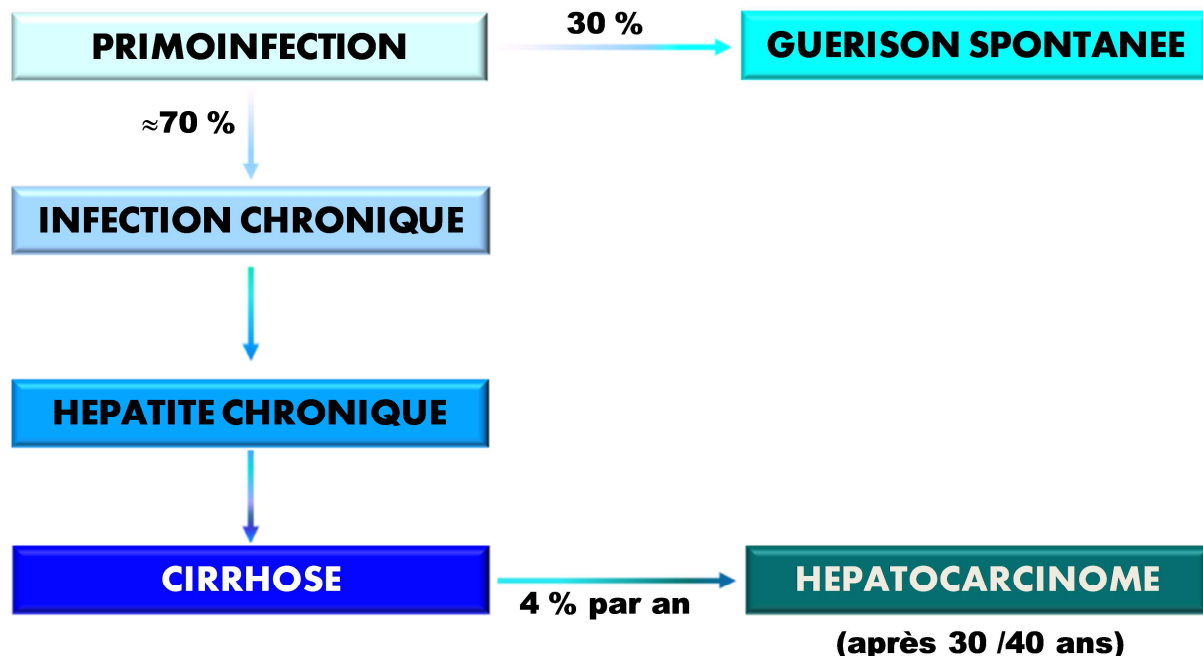 PRIMOINFECTION
30 %
GUERISON SPONTANEE
≈70 %
INFECTION CHRONIQUE
HEPATITE CHRONIQUE
CIRRHOSE
4 % par an
HEPATOCARCINOME
(après 30 /40 ans)